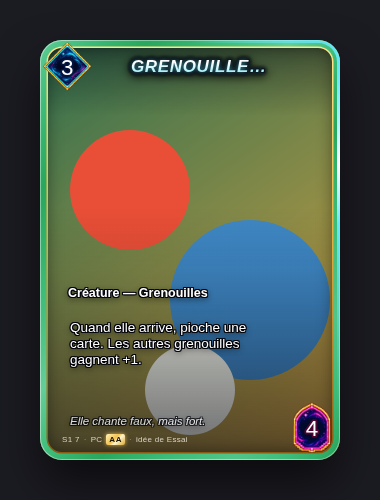 3
GRENOUILLE…
Créature — Grenouilles
Quand elle arrive, pioche une
carte. Les autres grenouilles
gagnent +1.
Elle chante faux, mais fort.
S1 7 · PC AA · Idée de Essai
4